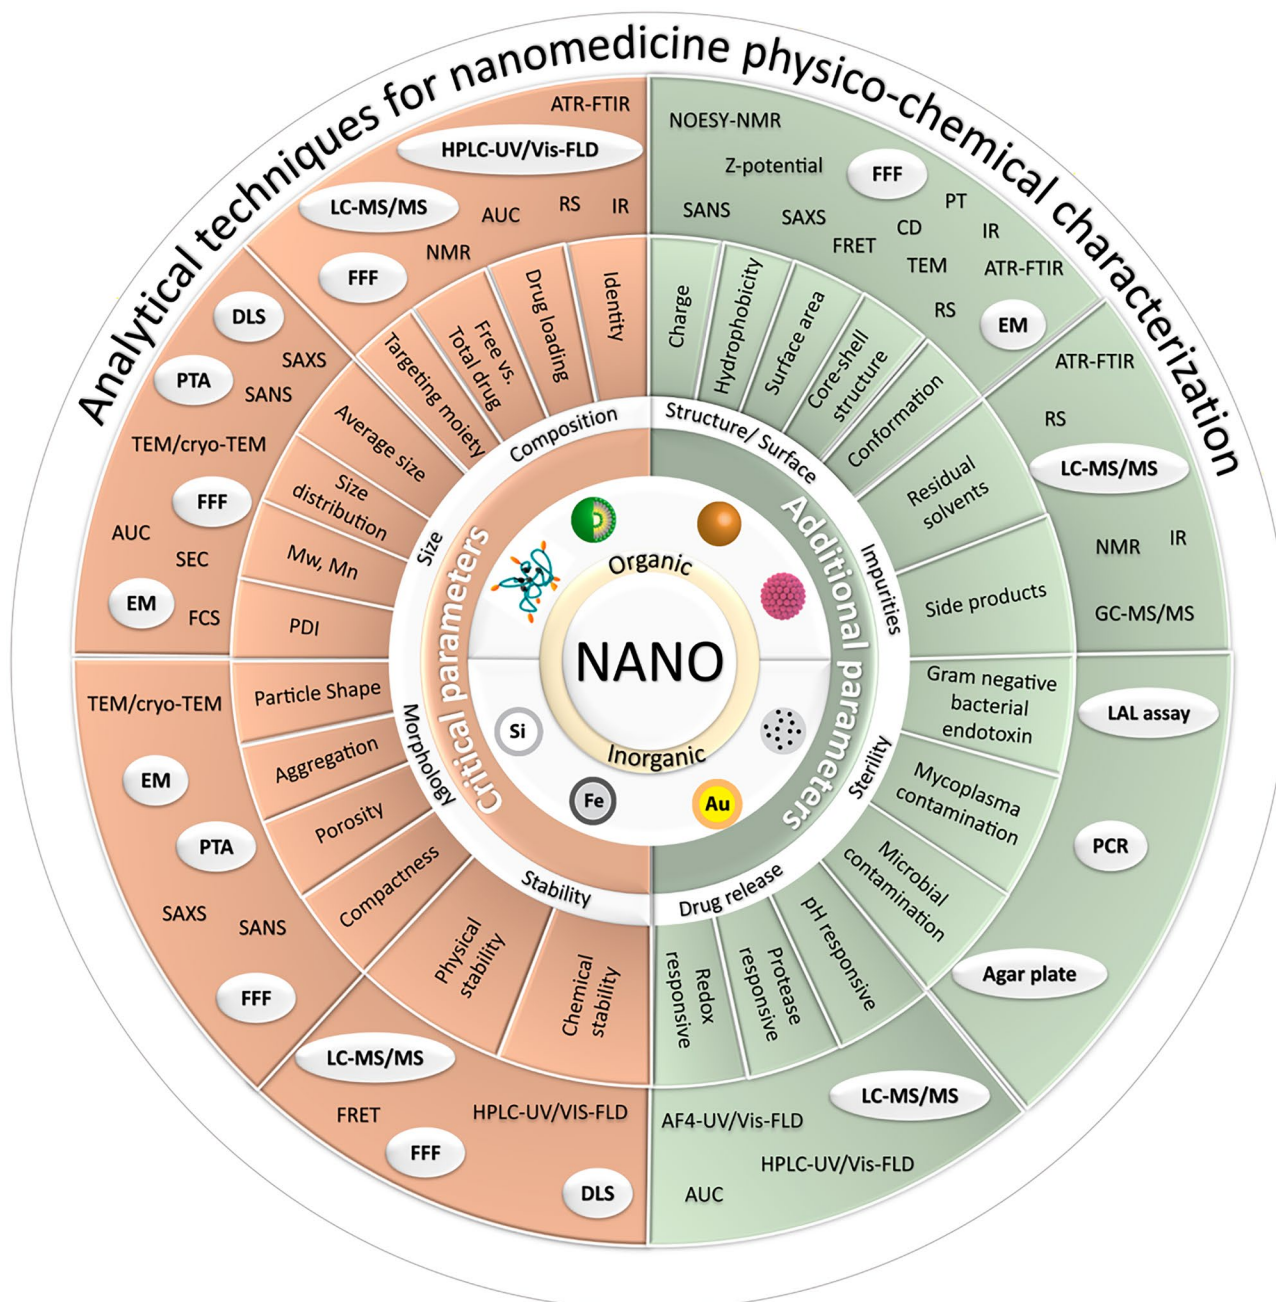 Analytical techniques for nanomedicine physico-chemical characterization
ATR-FTIR
HPLC-UV/Vis-FLD
LC-MS/MS
AUC
RS
IR
NMR
FFF
Targeting moiety
Free vs.
Total drug
Drug loading
Identity
Composition
NOESY-NMR
Z-potential
FFF
PT
SANS
SAXS
CD
IR
FRET
TEM
ATR-FTIR
RS
EM
Charge
Hydrophobicity
Surface area
Core-shell
structure
Conformation
Structure/ Surface
ATR-FTIR
RS
LC-MS/MS
NMR
IR
GC-MS/MS
Residual
solvents
Side products
Impurities
LAL assay
PCR
Agar plate
Gram negative
bacterial
endotoxin
Mycoplasma
contamination
Microbial
contamination
Sterility
pH responsive
Protease
responsive
Redox
responsive
Drug release
LC-MS/MS
AF4-UV/Vis-FLD
HPLC-UV/Vis-FLD
AUC
Stability
Physical
stability
Chemical
stability
LC-MS/MS
FRET
HPLC-UV/VIS-FLD
FFF
DLS
Morphology
Particle Shape
Aggregation
Porosity
Compactness
TEM/cryo-TEM
EM
PTA
SAXS
SANS
FFF
Size
Average size
Size
distribution
Mw, Mn
PDI
DLS
SAXS
PTA
SANS
TEM/cryo-TEM
FFF
AUC
SEC
EM
FCS
Critical parameters
Additional parameters
Organic
NANO
Inorganic
Si
Fe
Au